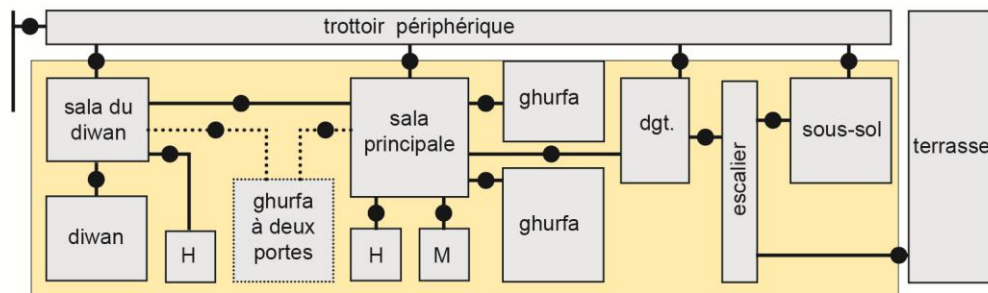 trottoir périphérique
sala du
diwan
sala
principale
ghurfa
dgt.
escalier
sous-sol
terrasse
diwan
H
ghurfa
à deux
portes
H
M
ghurfa